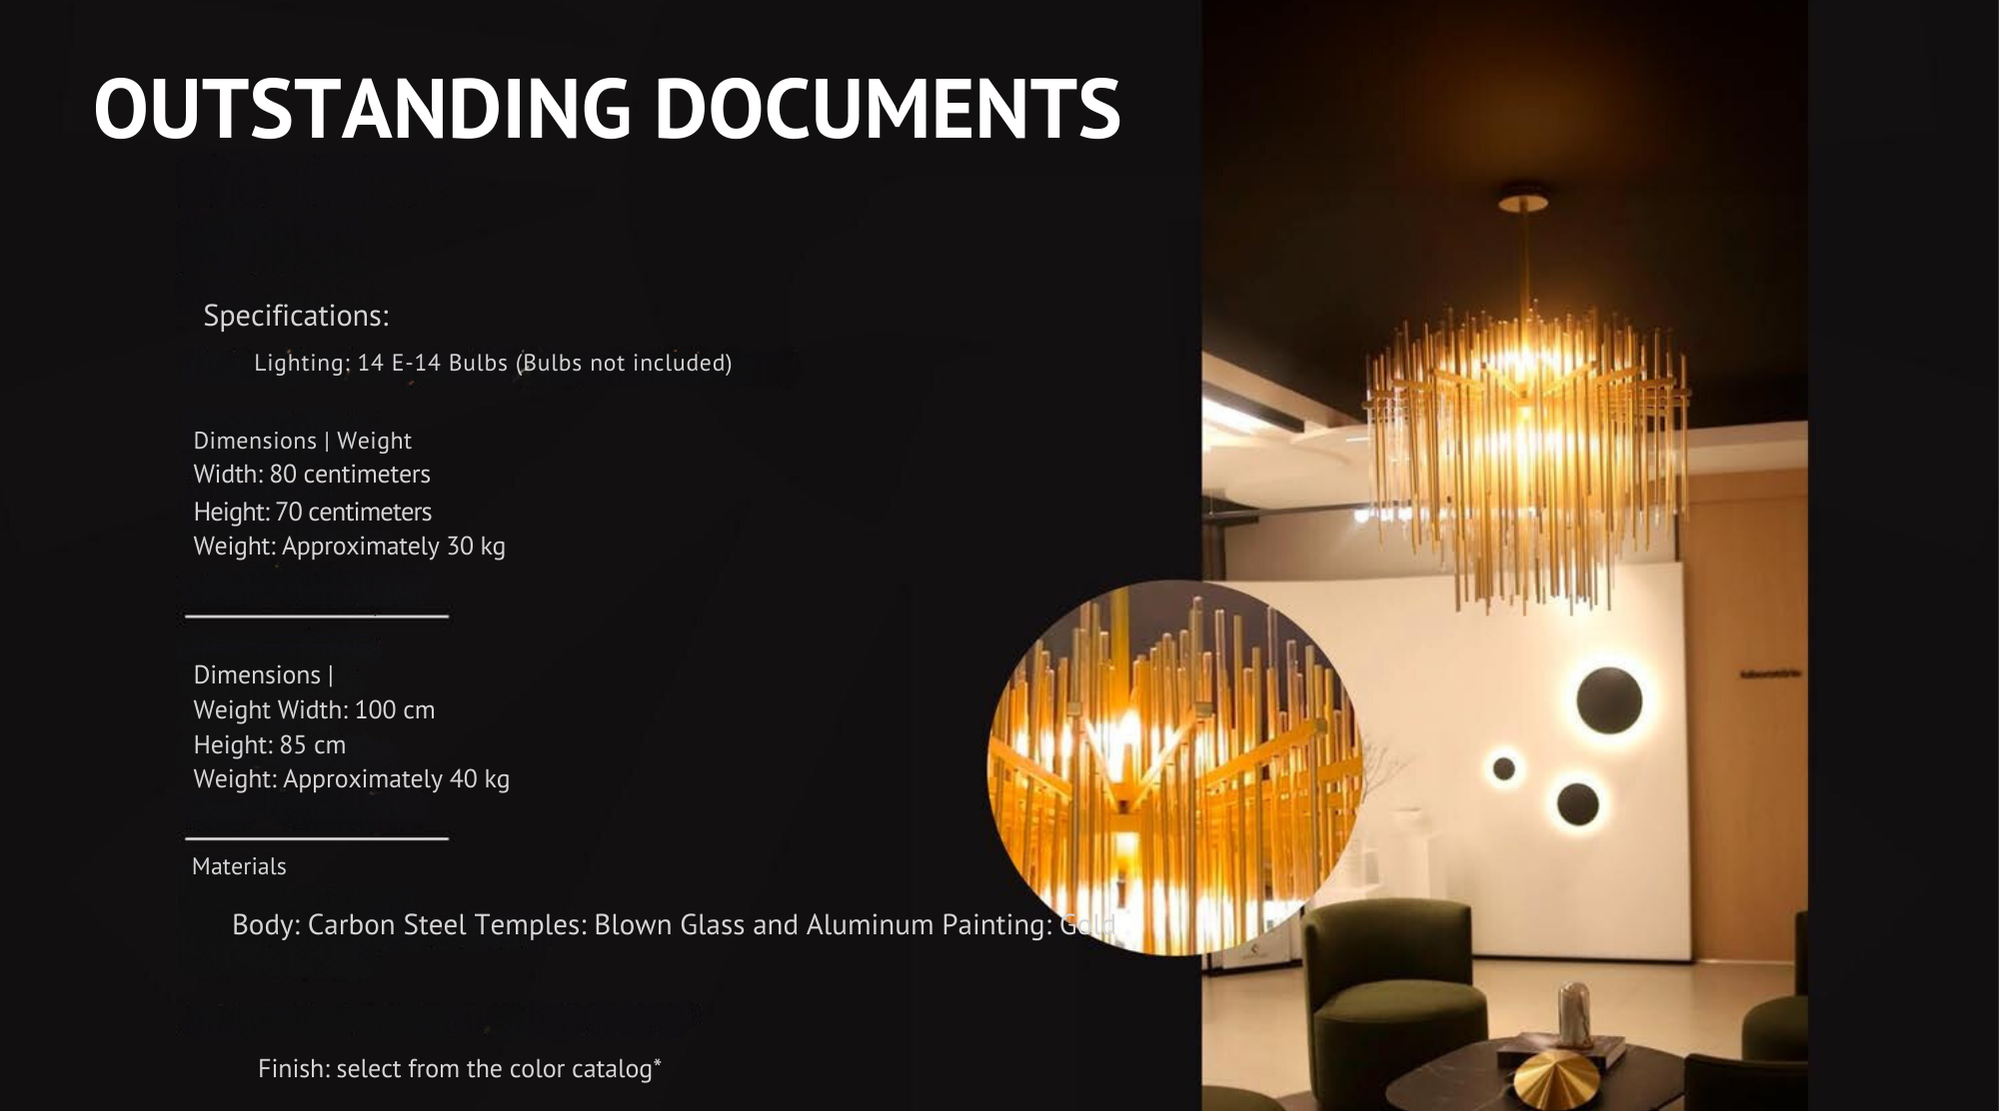 OUTSTANDING DOCUMENTS
Specifications:
Lighting: 14 E-14 Bulbs (Bulbs not included)
Dimensions | Weight
Width: 80 centimeters
Height: 70 centimeters
Weight: Approximately 30 kg
Dimensions |
Weight Width: 100 cm
Height: 85 cm
Weight: Approximately 40 kg
Materials
Body: Carbon Steel Temples: Blown Glass and Aluminum Painting: Gold
Finish: select from the color catalog*